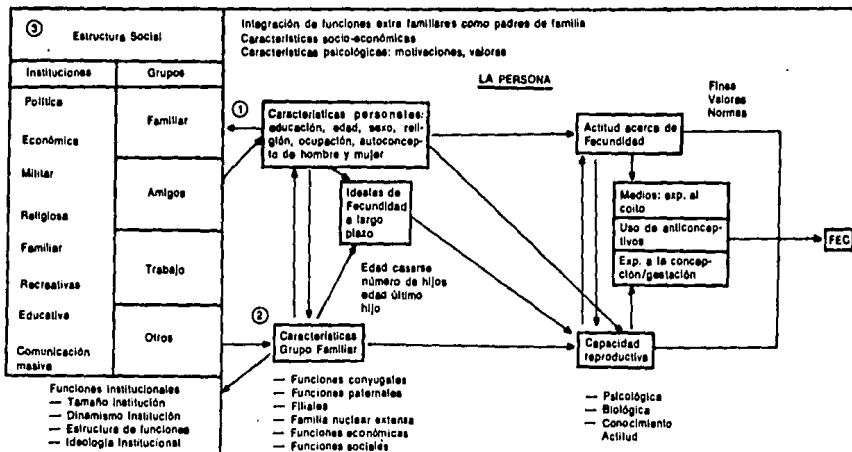 ③ Estructura Social
Instituciones
Grupos
Política
Económica
Militar
Religiosa
Familiar
Recreativas
Educativa
Comunicación
masiva
Familiar
Amigos
Trabajo
Otros
Funciones institucionales
— Tamaño Institución
— Dinamismo Institución
— Estructura de funciones
— Ideología Institucional
Integración de funciones extra familiares como padres de familia
Características socio-económicas
Características psicológicas: motivaciones, valores
LA PERSONA
①
Características personales:
educación, edad, sexo, reli-
gión, ocupación, autoconcep-
to de hombre y mujer
Ideales de
Fecundidad
a largo
plazo
Edad casarse
número de hijos
edad último
hijo
②
Características
Grupo Familiar
— Funciones conyugales
— Funciones paternales
— Filiales
— Familia nuclear extensa
— Funciones económicas
— Funciones sociales
Actitud acerca de
Fecundidad
Fines
Valores
Normas
Medios: exp. al
coito
Uso de anticoncep-
tivos
Exp. a la concep-
ción/gestación
FEC
Capacidad
reproductiva
— Psicológica
— Biológica
— Conocimiento
Actitud